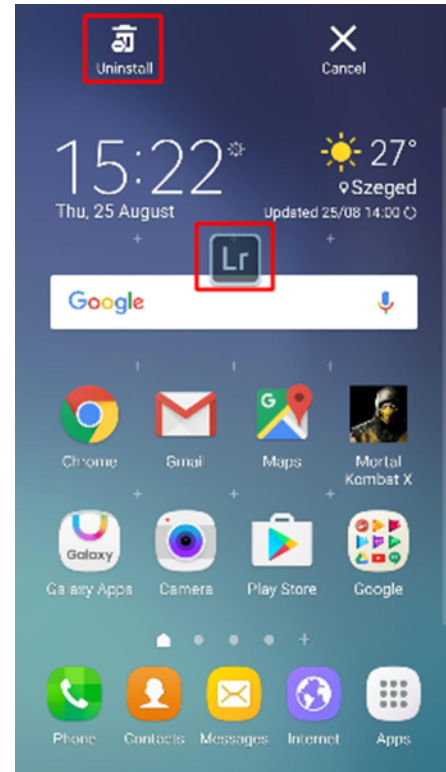 Uninstall
Cancel
15:22
27°
Szeged
Thu, 25 August
Updated 25/08 14:00
Lr
Google
G
Chrome
Gmail
Maps
Mortal
Kombat X
Galaxy
Galaxy Apps
Camera
Play Store
Google
Phone
Contacts
Messages
Internet
Apps